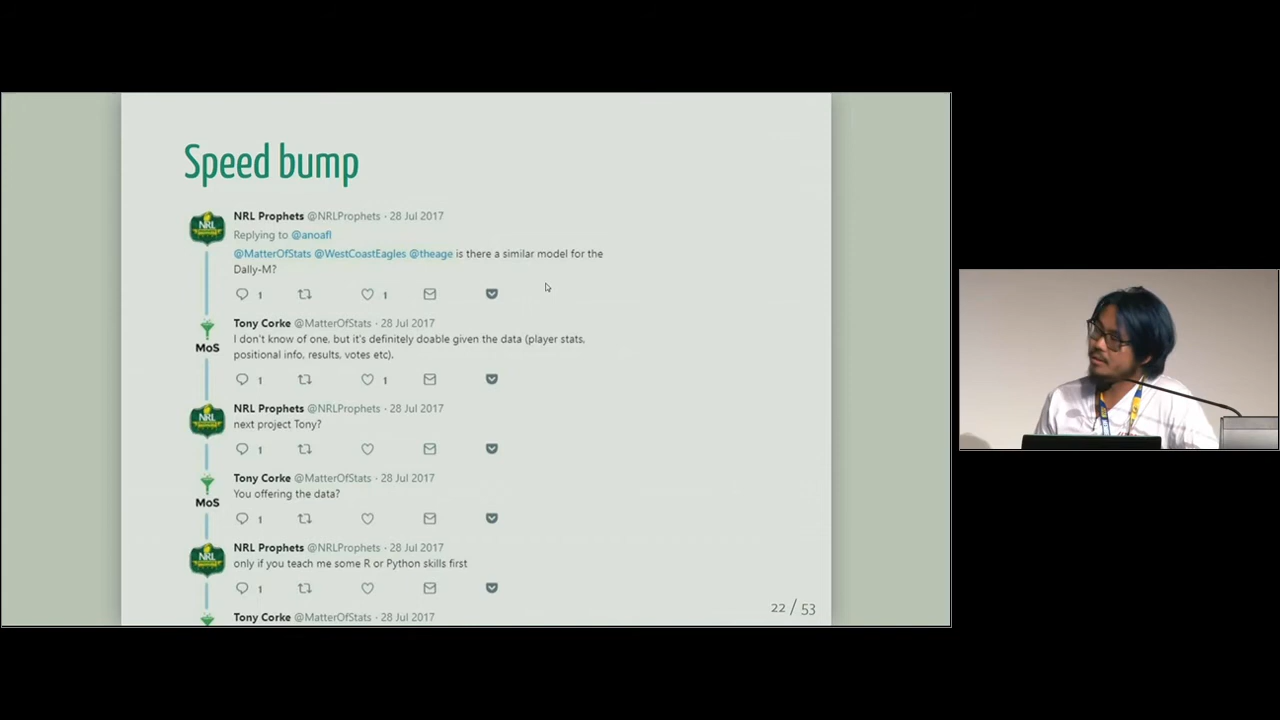 Speed bump
NRL Prophets @NRLProphets · 28 Jul 2017
Replying to @anoafl
@MatterOfStats @WestCoastEagles @theage is there a similar model for the
Dally-M?
1 1
Tony Corke @MatterOfStats · 28 Jul 2017
MoS
I don't know of one, but it's definitely doable given the data (player stats,
positional info, results, votes etc).
1 1
NRL Prophets @NRLProphets · 28 Jul 2017
next project Tony?
1
Tony Corke @MatterOfStats · 28 Jul 2017
MoS
You offering the data?
1
NRL Prophets @NRLProphets · 28 Jul 2017
only if you teach me some R or Python skills first
1
Tony Corke @MatterOfStats · 28 Jul 2017
22 / 53
NRL
NRL
NRL